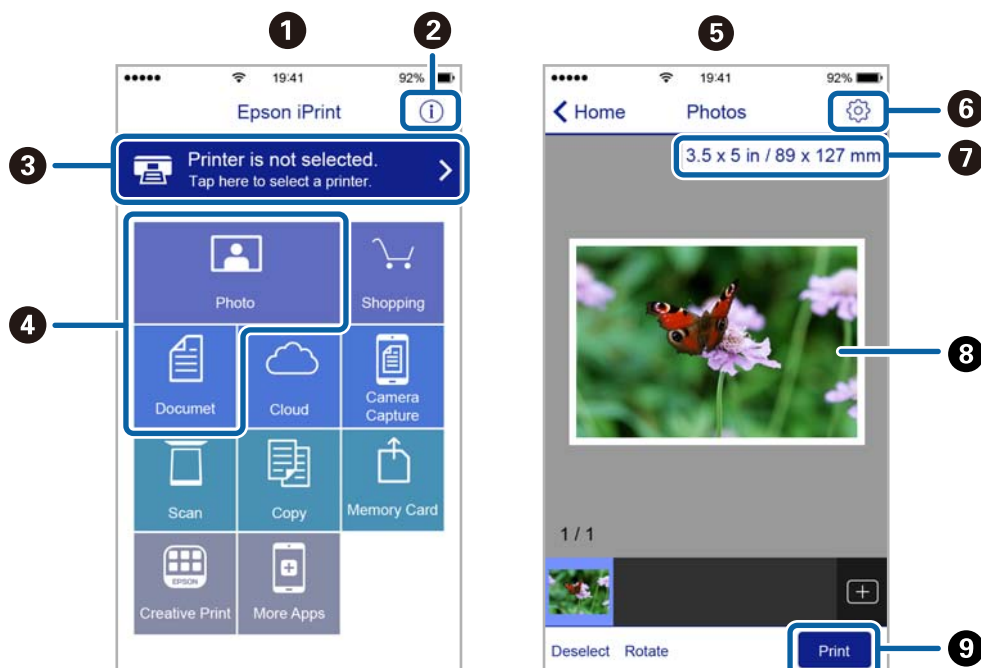 1
2
19:41
92%
Epson iPrint
3
Printer is not selected.
Tap here to select a printer.
4
Photo
Shopping
Documet
Cloud
Camera
Capture
Scan
Copy
Memory Card
EPSON
Creative Print
More Apps
5
19:41
92%
Home
Photos
6
3.5 x 5 in / 89 x 127 mm
7
8
1 / 1
Deselect
Rotate
Print
9